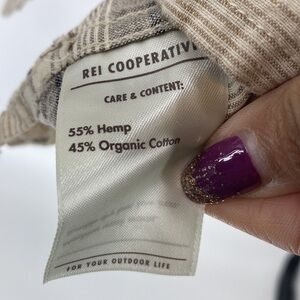 REI COOPERATIVE
CARE & CONTENT:
55% Hemp
45% Organic Cotton
FOR YOUR OUTDOOR LIFE